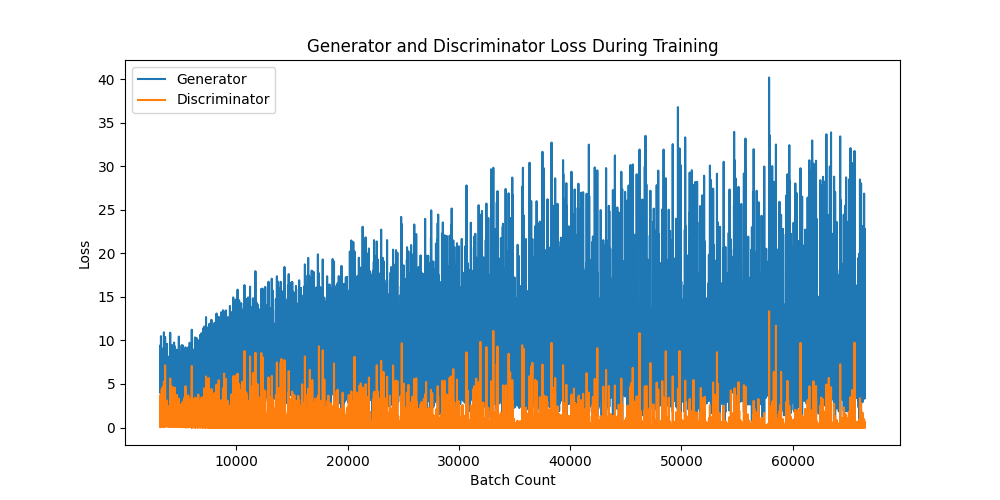 Generator and Discriminator Loss During Training
Generator
Discriminator
40
35
30
25
20
15
10
5
0
Loss
10000 20000 30000 40000 50000 60000
Batch Count